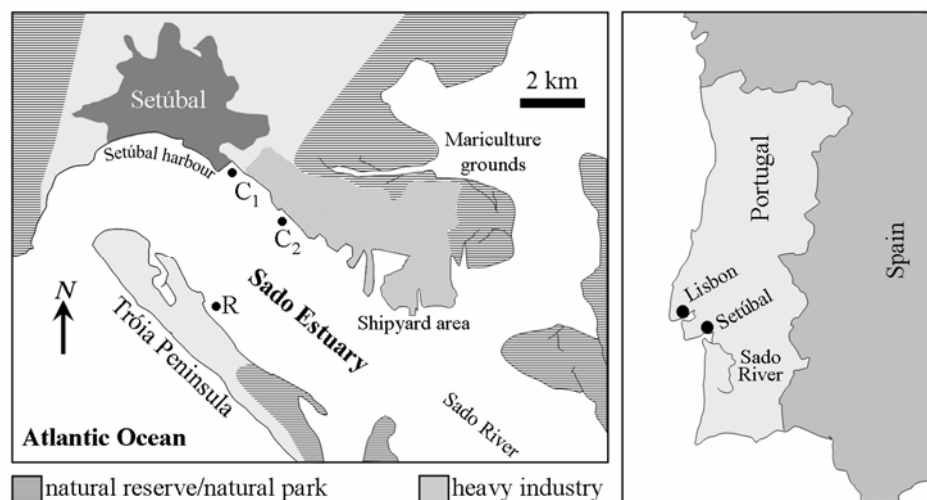 Setúbal
2 km
Setúbal harbour
Mariculture
grounds
C1
C2
N
R
Sado Estuary
Tróia Peninsula
Shipyard area
Sado River
Atlantic Ocean
natural reserve/natural park
heavy industry
Portugal
Spain
Lisbon
Setúbal
Sado
River